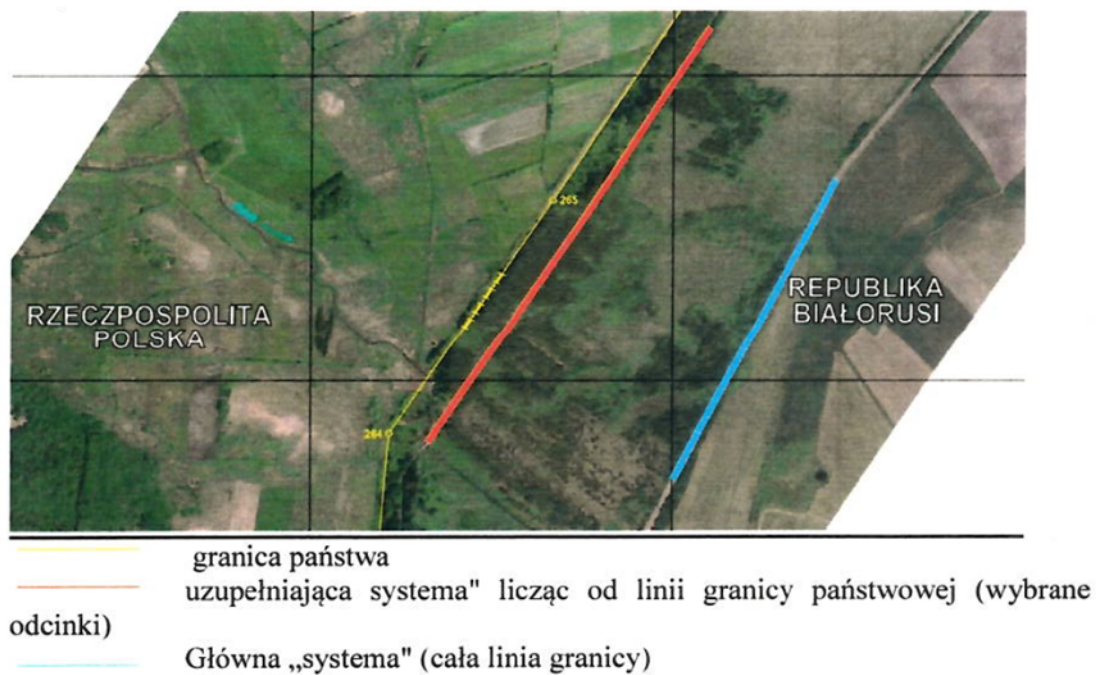 265
RZECZPOSPOLITA
POLSKA
REPUBLIKA
BIAŁORUSI
264
granica państwa
uzupełniająca systema" licząc od linii granicy państwowej (wybrane
odcinki)
Główna „systema" (cała linia granicy)